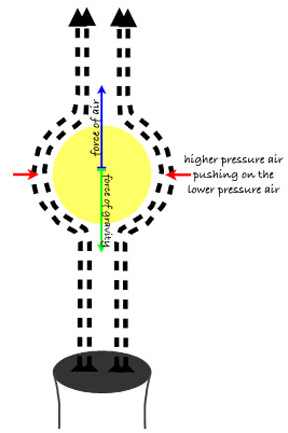 force of air
force of gravity
higher pressure air
pushing on the
lower pressure air